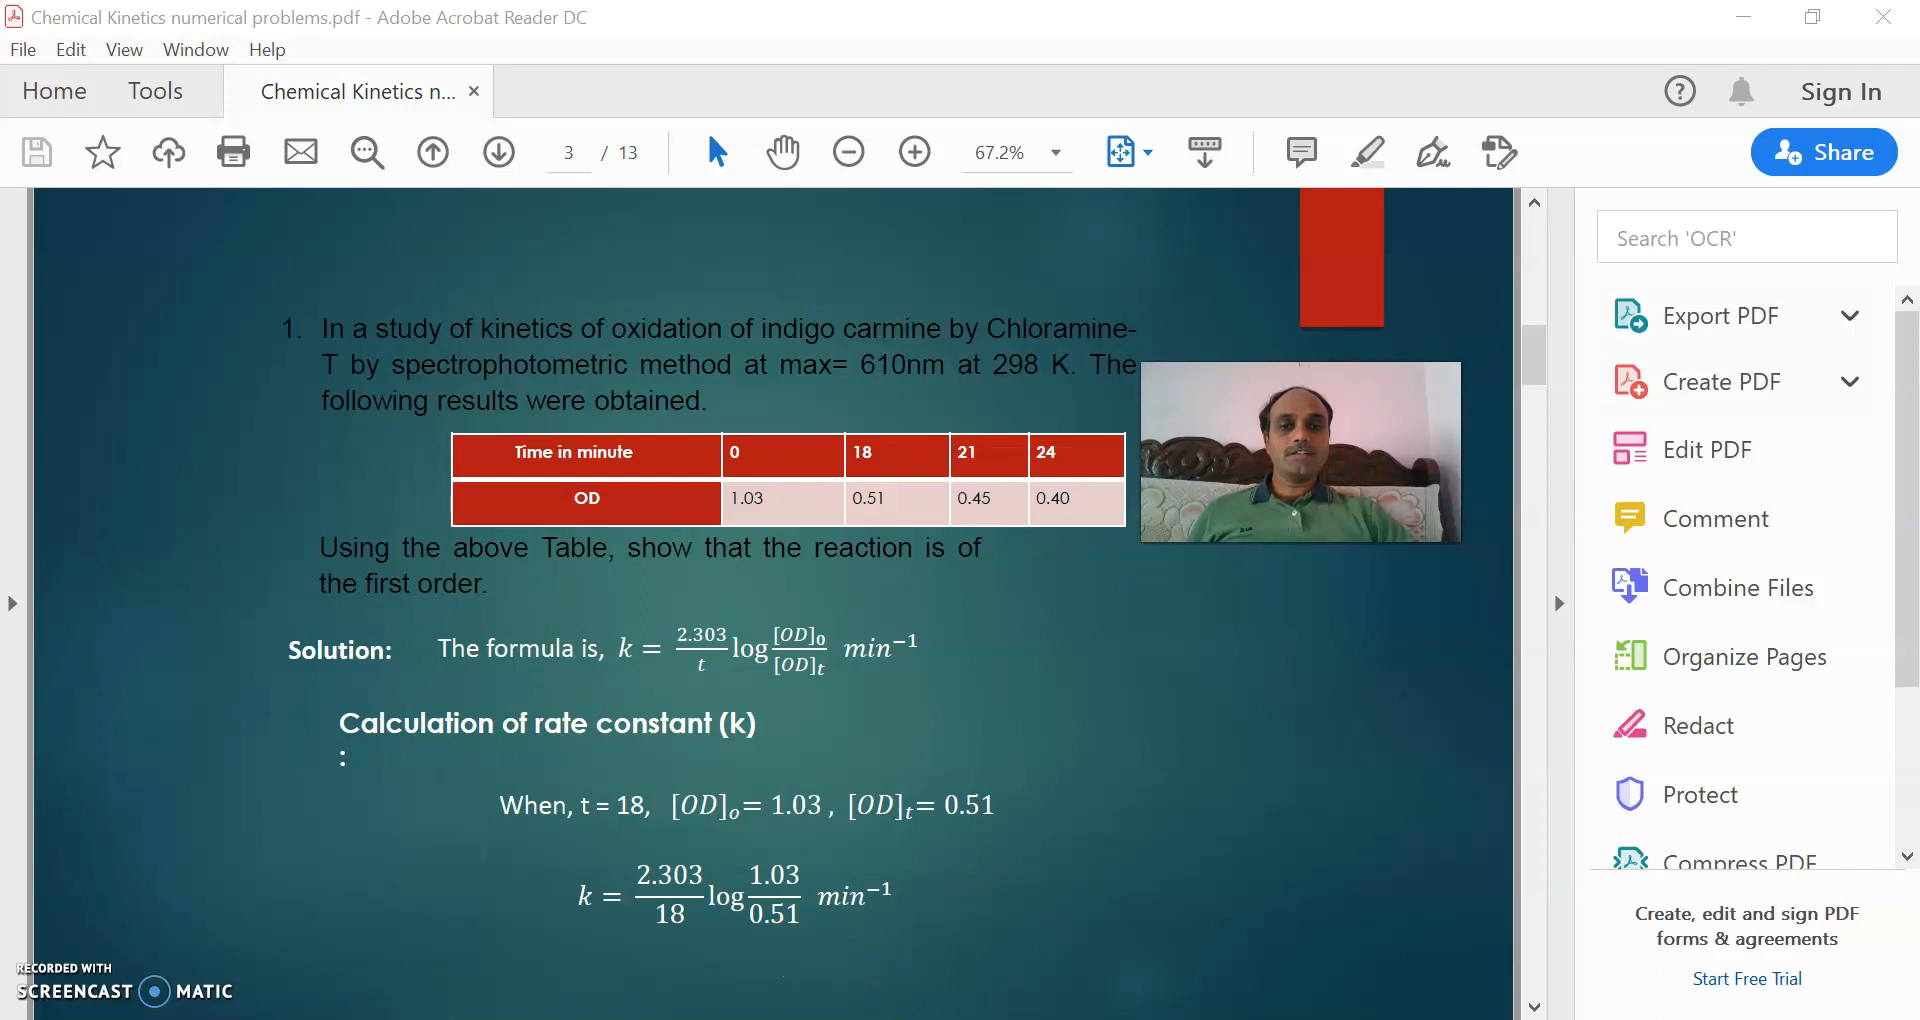 Chemical Kinetics numerical problems.pdf - Adobe Acrobat Reader DC
File Edit View Window Help
Home Tools Chemical Kinetics n... × Sign In
3 / 13 67.2% Share
Search 'OCR'
Export PDF
Create PDF
Edit PDF
Comment
Combine Files
Organize Pages
Redact
Protect
Compress PDF
Create, edit and sign PDF
forms & agreements
Start Free Trial
1. In a study of kinetics of oxidation of indigo carmine by Chloramine-
T by spectrophotometric method at max= 610nm at 298 K. The
following results were obtained.
Time in minute 0 18 21 24
OD 1.03 0.51 0.45 0.40
Using the above Table, show that the reaction is of
the first order.
Solution: The formula is, k = 2.303/t log [OD]₀/[OD]t min⁻¹
Calculation of rate constant (k)
:
When, t = 18, [OD]o= 1.03 , [OD]t= 0.51
k = 2.303/18 log 1.03/0.51 min⁻¹
RECORDED WITH
SCREENCAST MATIC